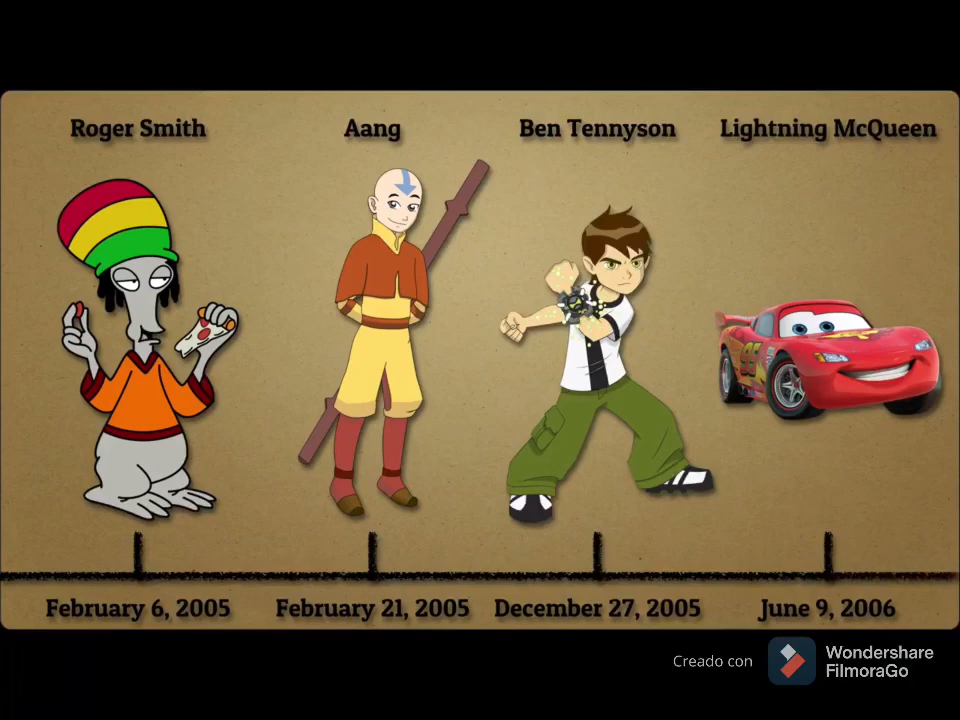 Roger Smith
Aang
Ben Tennyson
Lightning McQueen
95
February 6, 2005
February 21, 2005
December 27, 2005
June 9, 2006
Creado con
Wondershare
FilmoraGo